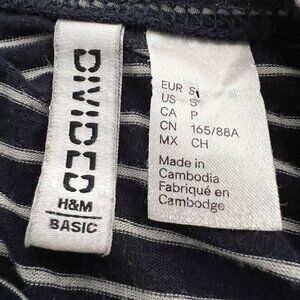 DIVIDED
H&M
BASIC
EUR S
US S
CA P
CN 165/88A
MX CH
Made in
Cambodia
Fabriqué en
Cambodge